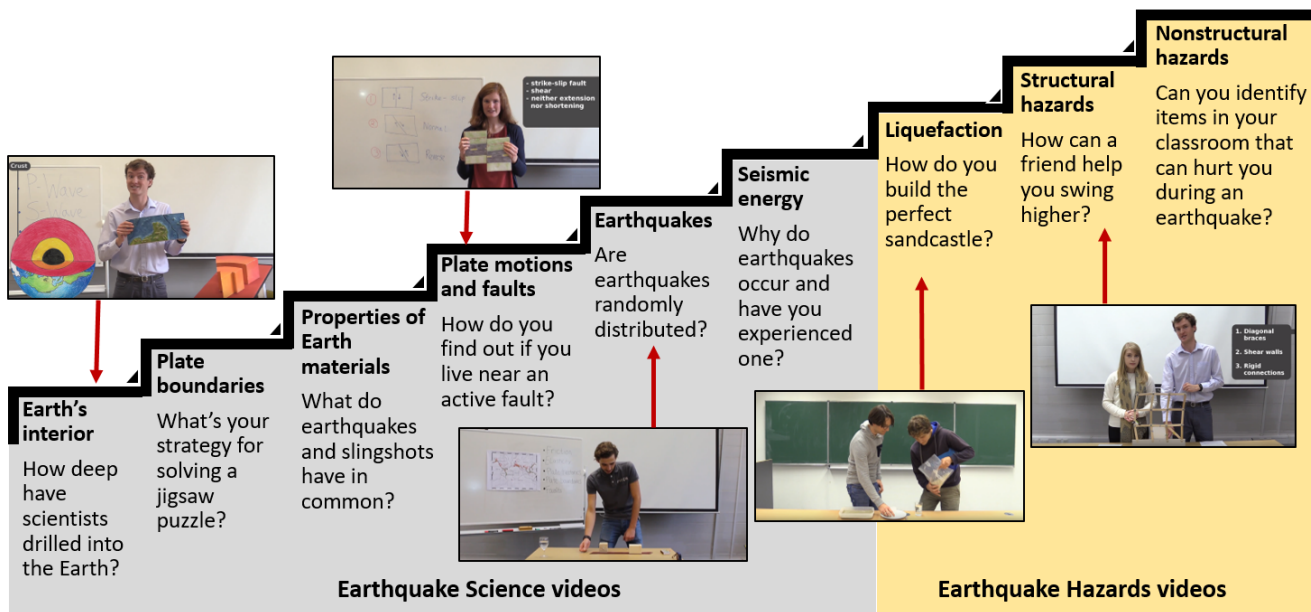 Earth's
interior
How deep
have
scientists
drilled into
the Earth?
Plate
boundaries
What's your
strategy for
solving a
jigsaw
puzzle?
Properties of
Earth
materials
What do
earthquakes
and slingshots
have in
common?
Plate motions
and faults
How do you
find out if you
live near an
active fault?
Earthquakes
Are
earthquakes
randomly
distributed?
Seismic
energy
Why do
earthquakes
occur and
have you
experienced
one?
Liquefaction
How do you
build the
perfect
sandcastle?
Structural
hazards
How can a
friend help
you swing
higher?
Nonstructural
hazards
Can you identify
items in your
classroom that
can hurt you
during an
earthquake?
Crust
P-Wave
S-Wave
- strike-slip fault
- shear
- neither extension
nor shortening
1 Strike-slip
2
3
1. Diagonal
braces
2. Shear walls
3. Rigid
connections
Earthquake Science videos
Earthquake Hazards videos